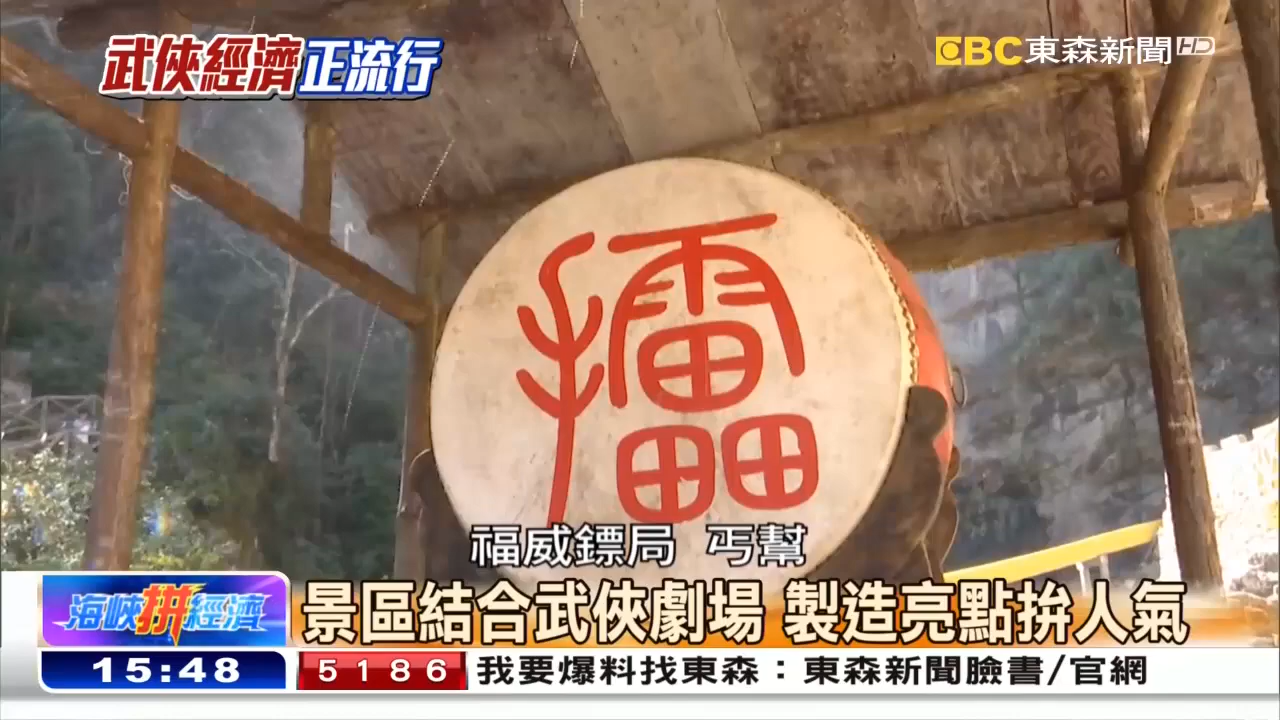 武俠經濟正流行
EBC東森新聞HD
擂
福威鏢局 丐幫
海峽拼經濟
景區結合武俠劇場 製造亮點拚人氣
15:48
5186
我要爆料找東森：東森新聞臉書/官網